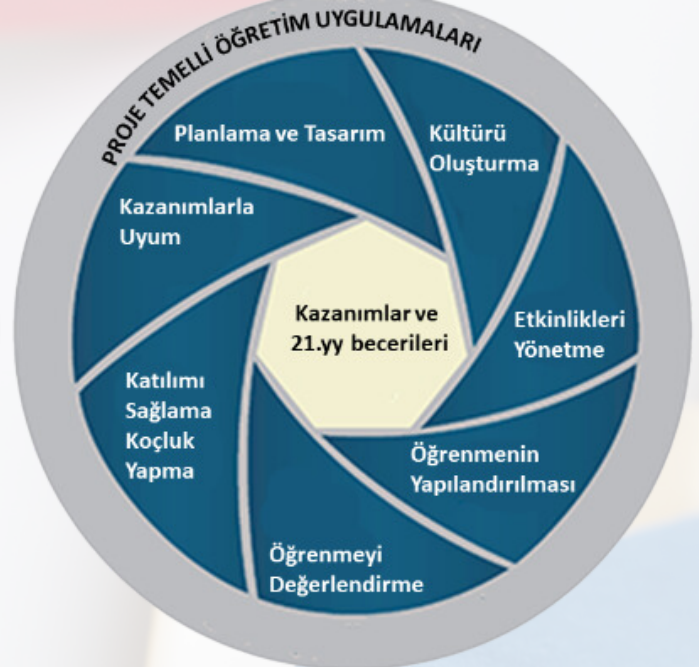 PROJE TEMELLİ ÖĞRETİM UYGULAMALARI
Planlama ve Tasarım
Kültürü
Oluşturma
Etkinlikleri
Yönetme
Öğrenmenin
Yapılandırılması
Öğrenmeyi
Değerlendirme
Katılımı
Sağlama
Koçluk
Yapma
Kazanımlarla
Uyum
Kazanımlar ve
21.yy becerileri